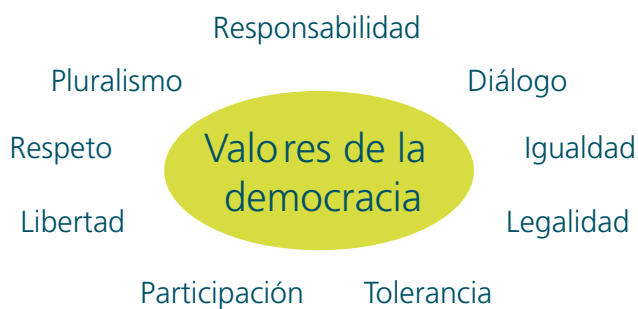 Responsabilidad
Pluralismo
Diálogo
Respeto
Valores de la
democracia
Igualdad
Libertad
Legalidad
Participación
Tolerancia